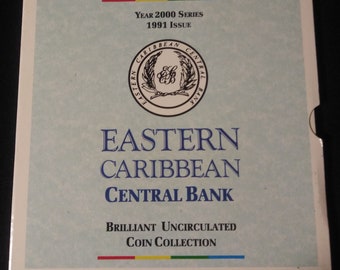 YEAR 2000 SERIES
1991 ISSUE
EASTERN CARIBBEAN CENTRAL BANK
EASTERN
CARIBBEAN
CENTRAL BANK
BRILLIANT UNCIRCULATED
COIN COLLECTION